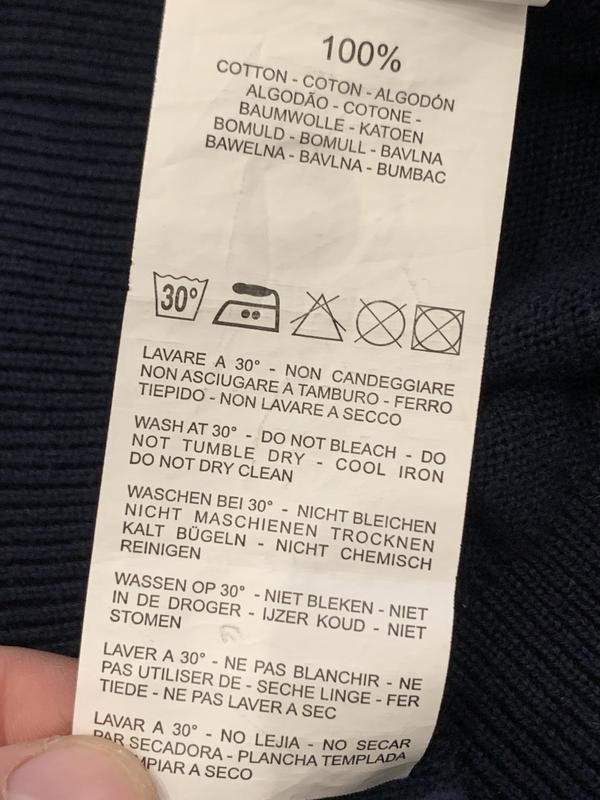 100%
COTTON - COTON - ALGODÓN
ALGODÃO - COTONE -
BAUMWOLLE - KATOEN
BOMULD - BOMULL - BAVLNA
BAWELNA - BAVLNA - BUMBAC
30°
LAVARE A 30° - NON CANDEGGIARE
NON ASCIUGARE A TAMBURO - FERRO
TIEPIDO - NON LAVARE A SECCO
WASH AT 30° - DO NOT BLEACH - DO
NOT TUMBLE DRY - COOL IRON
DO NOT DRY CLEAN
WASCHEN BEI 30° - NICHT BLEICHEN
NICHT MASCHIENEN TROCKNEN
KALT BÜGELN - NICHT CHEMISCH
REINIGEN
WASSEN OP 30° - NIET BLEKEN - NIET
IN DE DROGER - IJZER KOUD - NIET
STOMEN
LAVER A 30° - NE PAS BLANCHIR - NE
PAS UTILISER DE - SECHE LINGE - FER
TIEDE - NE PAS LAVER A SEC
LAVAR A 30° - NO LEJIA - NO SECAR
PAR SECADORA - PLANCHA TEMPLADA
A SECO